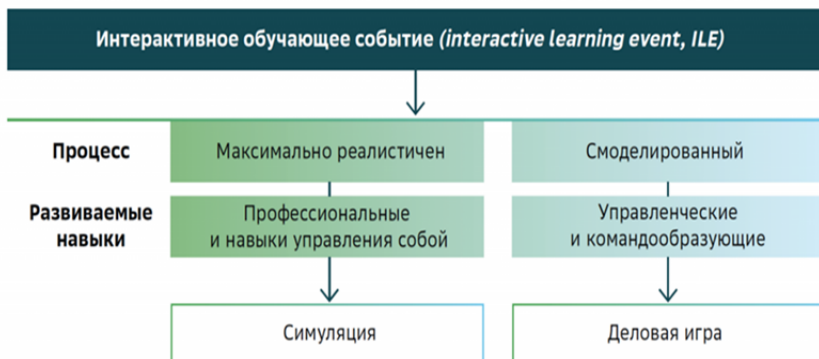 Интерактивное обучающее событие (interactive learning event, ILE)
Процесс
Максимально реалистичен
Смоделированный
Развиваемые
навыки
Профессиональные
и навыки управления собой
Управленческие
и командообразующие
Симуляция
Деловая игра